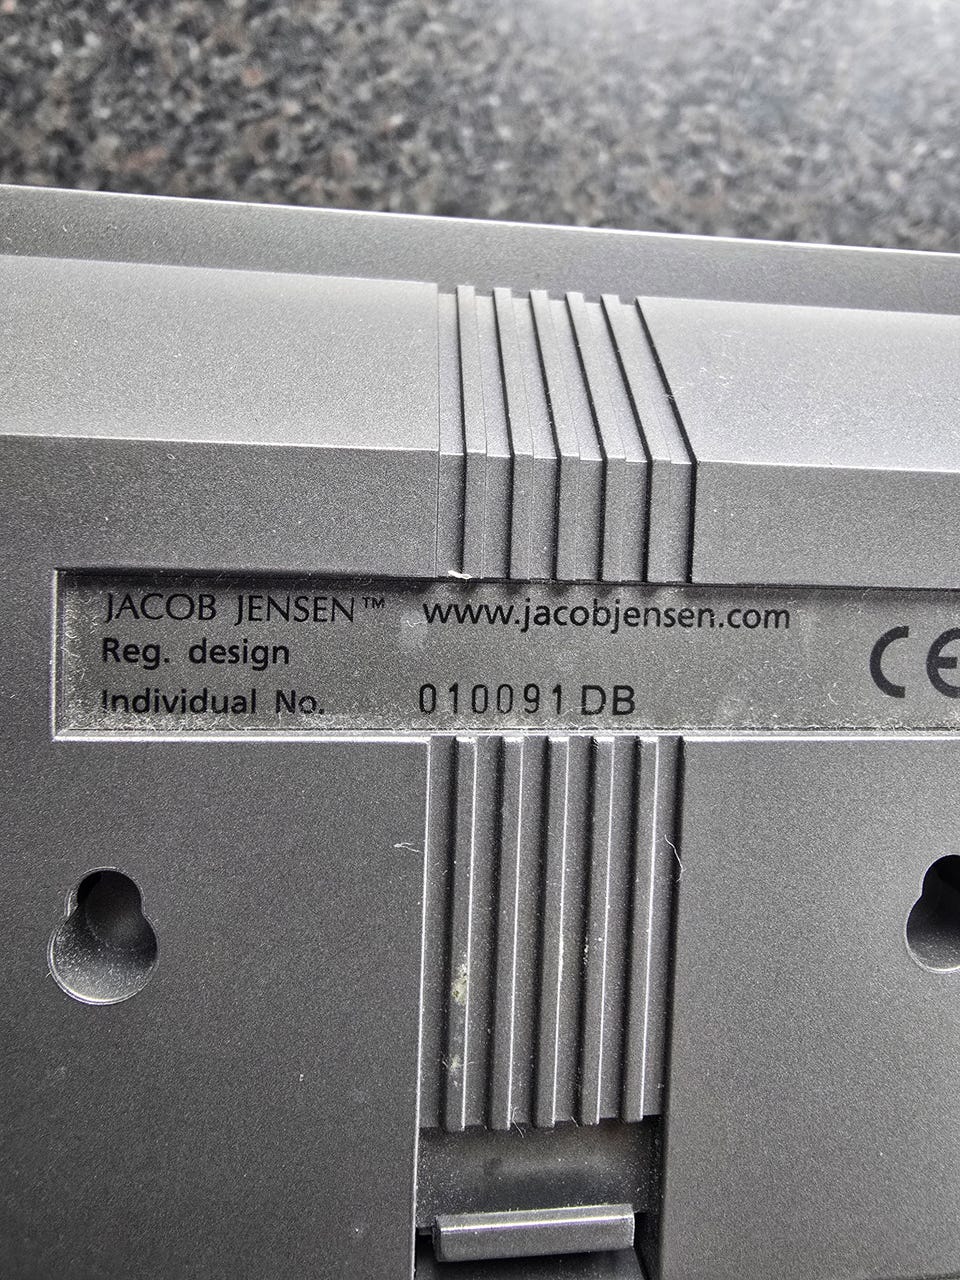 JACOB JENSEN™ www.jacobjensen.com
Reg. design
Individual No. 010091 DB
CE